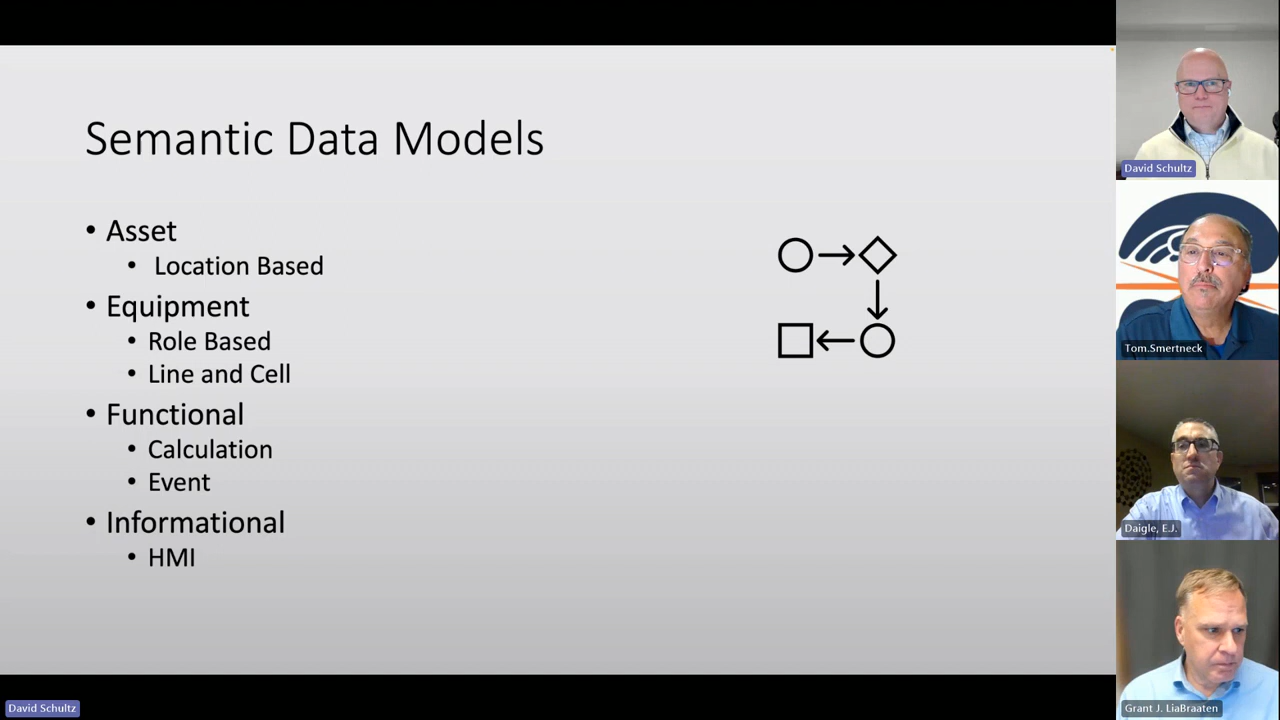 Semantic Data Models
• Asset
• Location Based
• Equipment
• Role Based
• Line and Cell
• Functional
• Calculation
• Event
• Informational
• HMI
David Schultz
David Schultz
Tom.Smertneck
Daigle, E.J.
Grant J. LiaBraaten